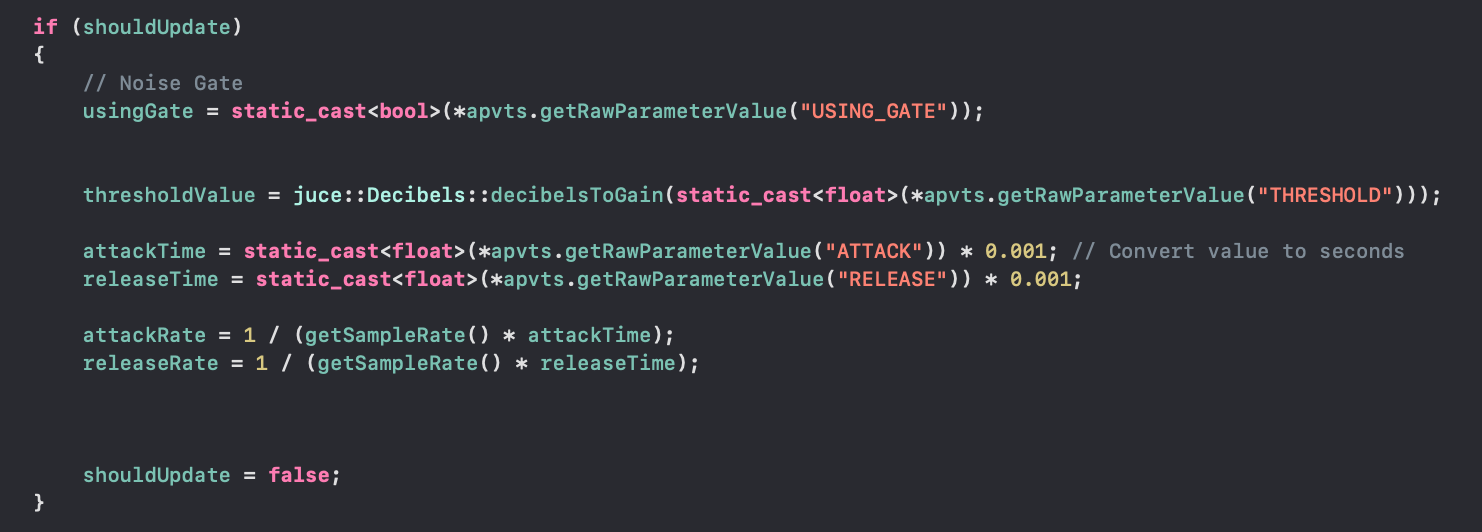 if (shouldUpdate)
{
    // Noise Gate
    usingGate = static_cast<bool>(*apvts.getRawParameterValue("USING_GATE"));
    thresholdValue = juce::Decibels::decibelsToGain(static_cast<float>(*apvts.getRawParameterValue("THRESHOLD")));
    attackTime = static_cast<float>(*apvts.getRawParameterValue("ATTACK")) * 0.001; // Convert value to seconds
    releaseTime = static_cast<float>(*apvts.getRawParameterValue("RELEASE")) * 0.001;
    attackRate = 1 / (getSampleRate() * attackTime);
    releaseRate = 1 / (getSampleRate() * releaseTime);
    shouldUpdate = false;
}